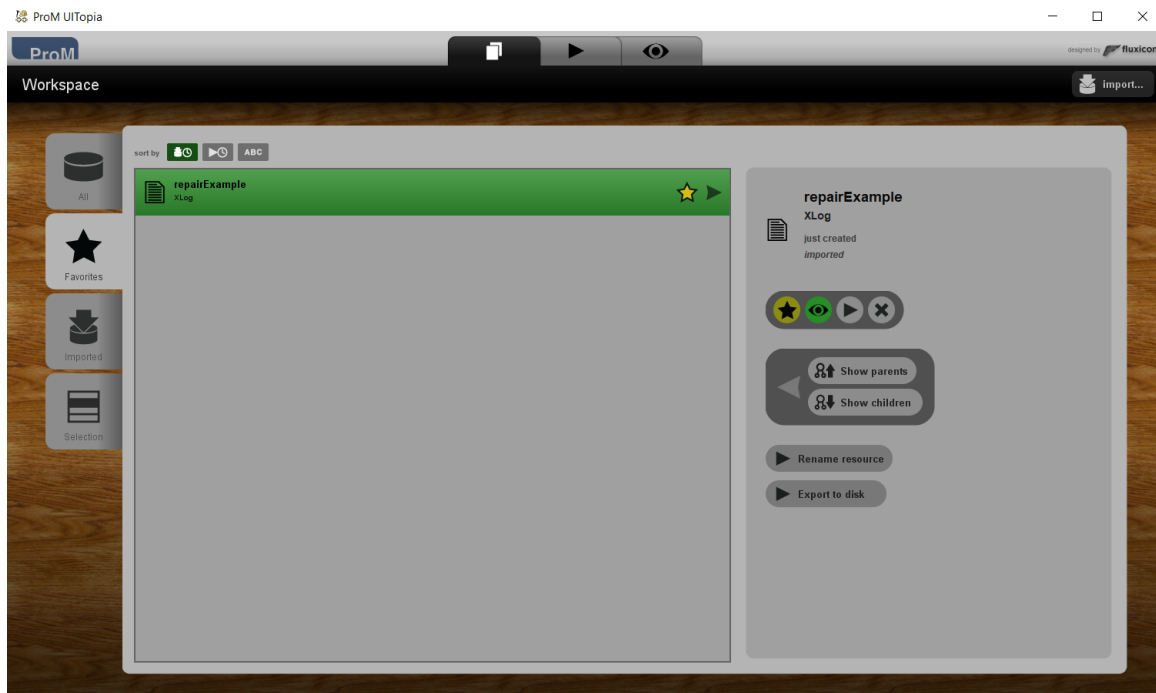 ProM UITopia
ProM
designed by fluxicon
Workspace
import...
sort by
ABC
All
Favorites
Imported
Selection
repairExample
XLog
repairExample
XLog
just created
imported
Show parents
Show children
Rename resource
Export to disk